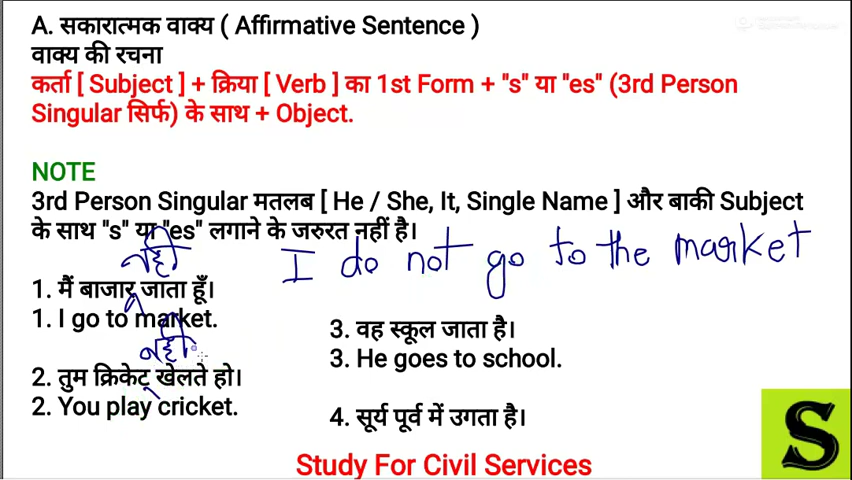 A. सकारात्मक वाक्य ( Affirmative Sentence )
वाक्य की रचना
कर्ता [ Subject ] + क्रिया [ Verb ] का 1st Form + "s" या "es" (3rd Person
Singular सिर्फ) के साथ + Object.
NOTE
3rd Person Singular मतलब [ He / She, It, Single Name ] और बाकी Subject
के साथ "s" या "es" लगाने के जरुरत नहीं है।
नहीं
I do not go to the market
1. मैं बाजार जाता हूँ।
1. I go to market.
नहीं
2. तुम क्रिकेट खेलते हो।
2. You play cricket.
3. वह स्कूल जाता है।
3. He goes to school.
4. सूर्य पूर्व में उगता है।
Study For Civil Services
S